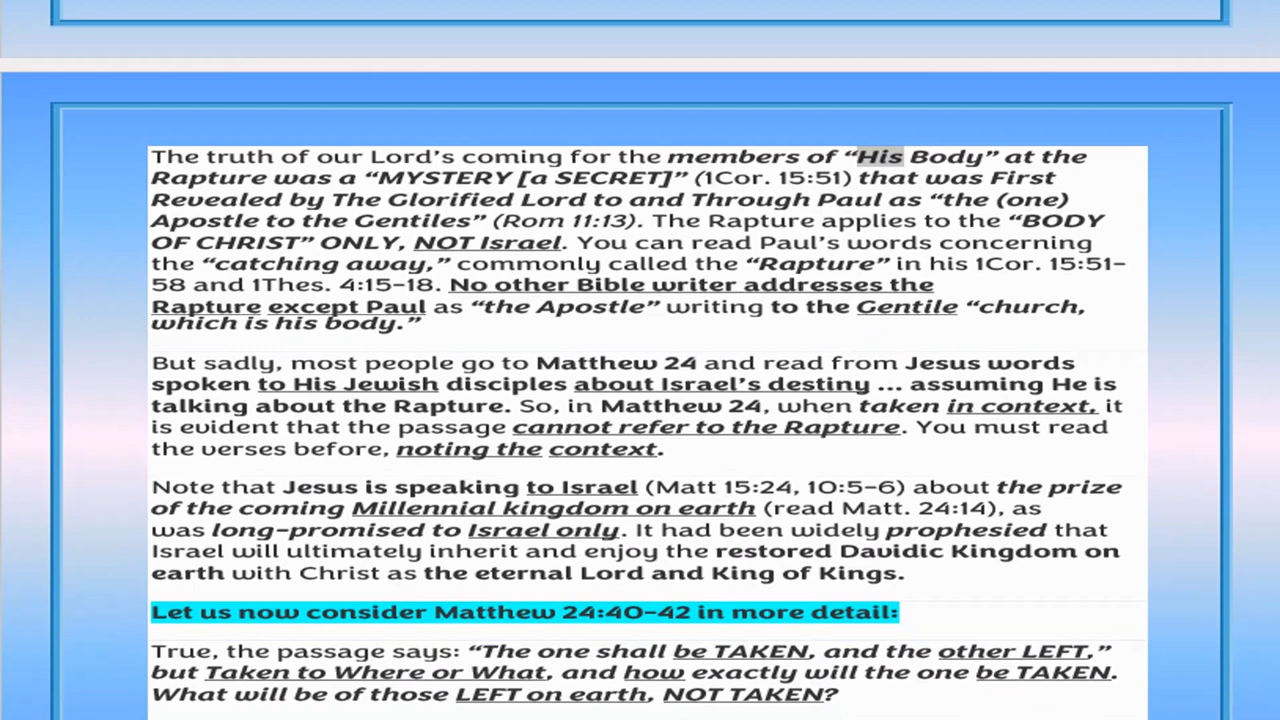 The truth of our Lord’s coming for the members of “His Body” at the
Rapture was a “MYSTERY [a SECRET]” (1Cor. 15:51) that was First
Revealed by The Glorified Lord to and Through Paul as “the (one)
Apostle to the Gentiles” (Rom 11:13). The Rapture applies to the “BODY
OF CHRIST” ONLY, NOT Israel. You can read Paul’s words concerning
the “catching away,” commonly called the “Rapture” in his 1Cor. 15:51–
58 and 1Thes. 4:15–18. No other Bible writer addresses the
Rapture except Paul as “the Apostle” writing to the Gentile “church,
which is his body.”
But sadly, most people go to Matthew 24 and read from Jesus words
spoken to His Jewish disciples about Israel’s destiny … assuming He is
talking about the Rapture. So, in Matthew 24, when taken in context, it
is evident that the passage cannot refer to the Rapture. You must read
the verses before, noting the context.
Note that Jesus is speaking to Israel (Matt 15:24, 10:5–6) about the prize
of the coming Millennial kingdom on earth (read Matt. 24:14), as
was long–promised to Israel only. It had been widely prophesied that
Israel will ultimately inherit and enjoy the restored Davidic Kingdom on
earth with Christ as the eternal Lord and King of Kings.
Let us now consider Matthew 24:40–42 in more detail:
True, the passage says: “The one shall be TAKEN, and the other LEFT,”
but Taken to Where or What, and how exactly will the one be TAKEN.
What will be of those LEFT on earth, NOT TAKEN?